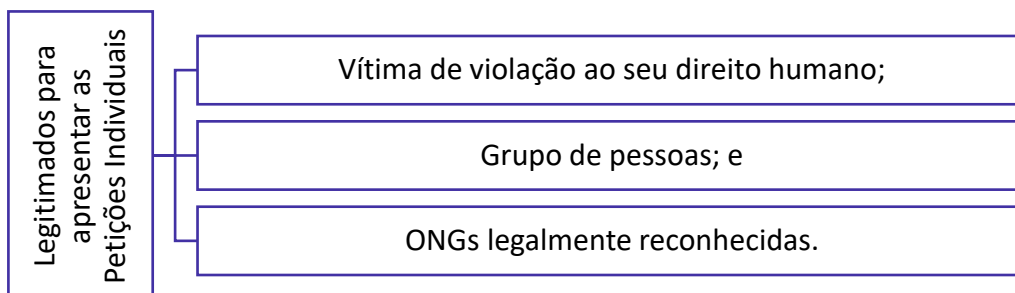 Legitimados para
apresentar as
Petições Individuais
Vítima de violação ao seu direito humano;
Grupo de pessoas; e
ONGs legalmente reconhecidas.